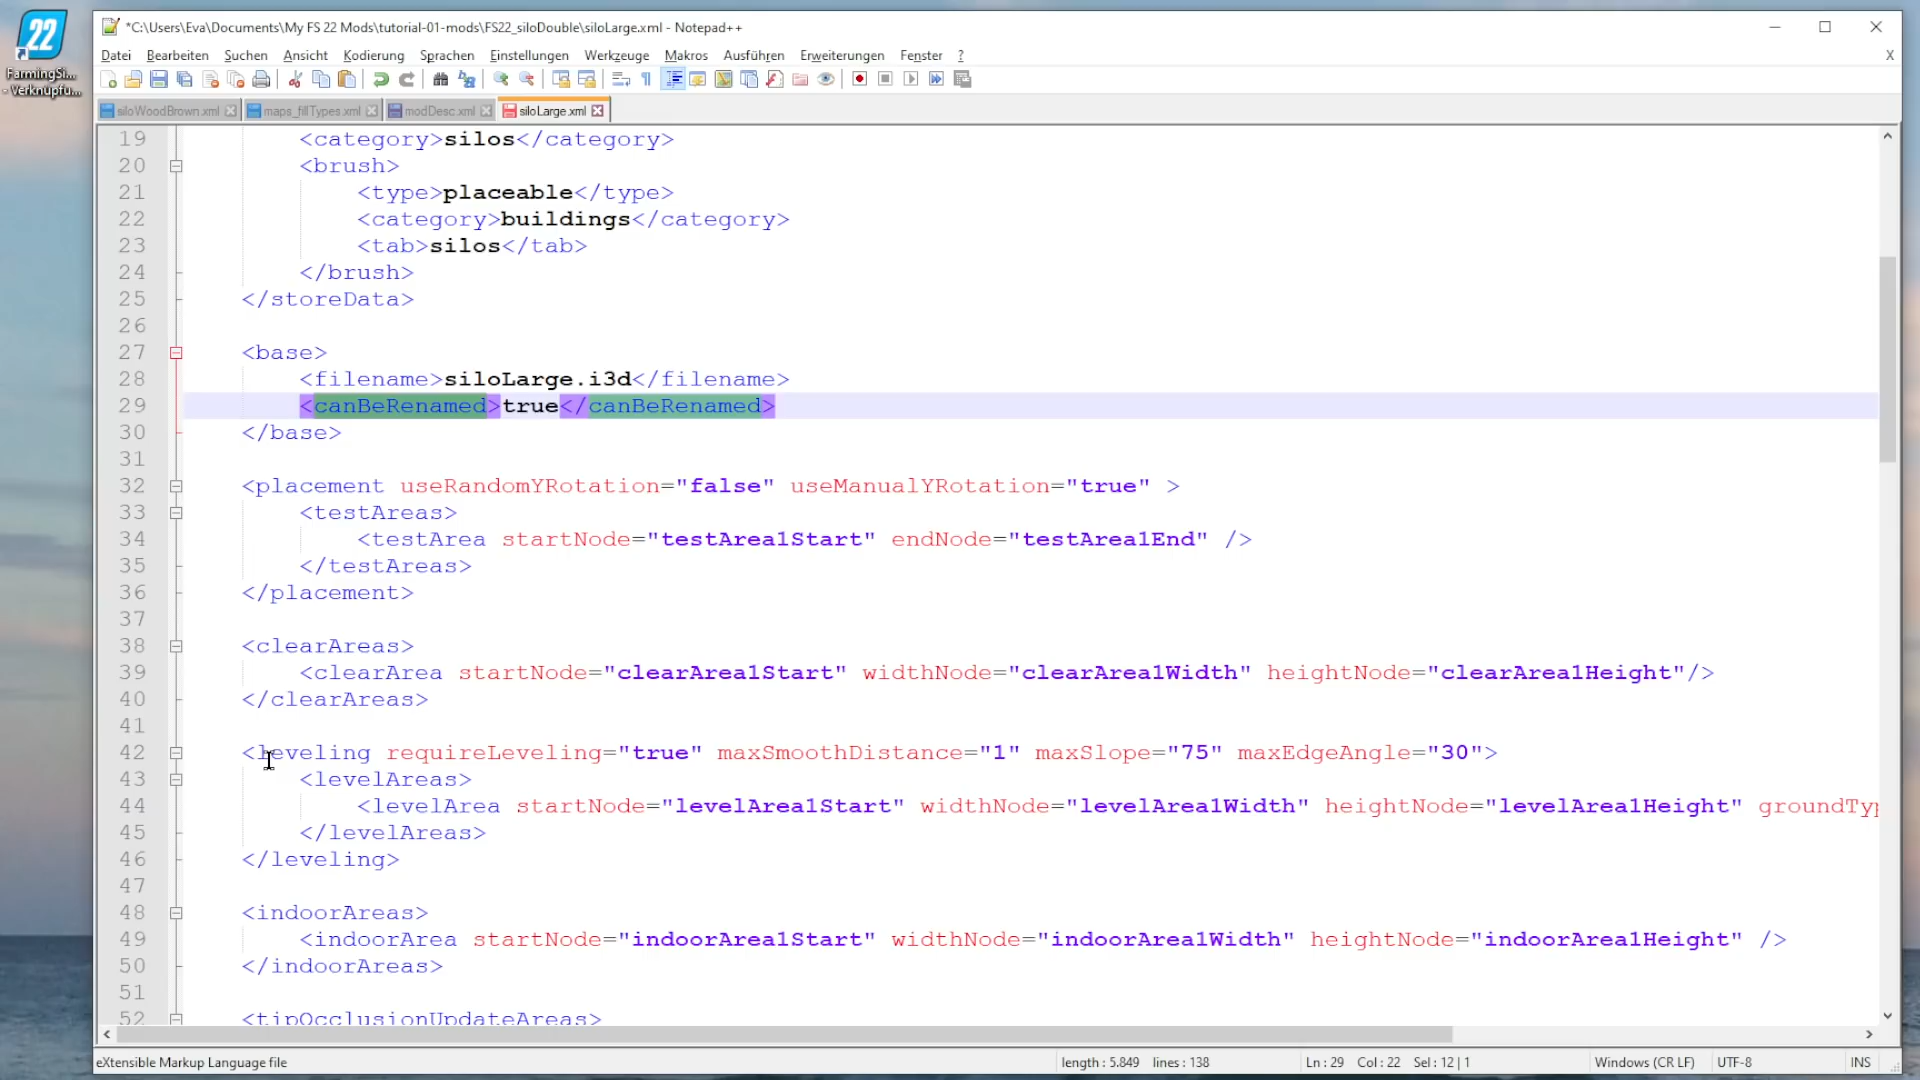 22
FarmingSi...
- Verknüpfu...
*C:\Users\Eva\Documents\My FS 22 Mods\tutorial-01-mods\FS22_siloDouble\siloLarge.xml - Notepad++
Datei Bearbeiten Suchen Ansicht Kodierung Sprachen Einstellungen Werkzeuge Makros Ausführen Erweiterungen Fenster ? X
siloWoodBrown.xml maps_fillTypes.xml modDesc.xml siloLarge.xml
19 <category>silos</category>
20 <brush>
21 <type>placeable</type>
22 <category>buildings</category>
23 <tab>silos</tab>
24 </brush>
25 </storeData>
26
27 <base>
28 <filename>siloLarge.i3d</filename>
29 <canBeRenamed>true</canBeRenamed>
30 </base>
31
32 <placement useRandomYRotation="false" useManualYRotation="true" >
33 <testAreas>
34 <testArea startNode="testArea1Start" endNode="testArea1End" />
35 </testAreas>
36 </placement>
37
38 <clearAreas>
39 <clearArea startNode="clearArea1Start" widthNode="clearArea1Width" heightNode="clearArea1Height"/>
40 </clearAreas>
41
42 <leveling requireLeveling="true" maxSmoothDistance="1" maxSlope="75" maxEdgeAngle="30">
43 <levelAreas>
44 <levelArea startNode="levelArea1Start" widthNode="levelArea1Width" heightNode="levelArea1Height" groundTyp
45 </levelAreas>
46 </leveling>
47
48 <indoorAreas>
49 <indoorArea startNode="indoorArea1Start" widthNode="indoorArea1Width" heightNode="indoorArea1Height" />
50 </indoorAreas>
51
52 <tipOcclusionUpdateAreas>
eXtensible Markup Language file length : 5.849 lines : 138 Ln : 29 Col : 22 Sel : 12 | 1 Windows (CR LF) UTF-8 INS